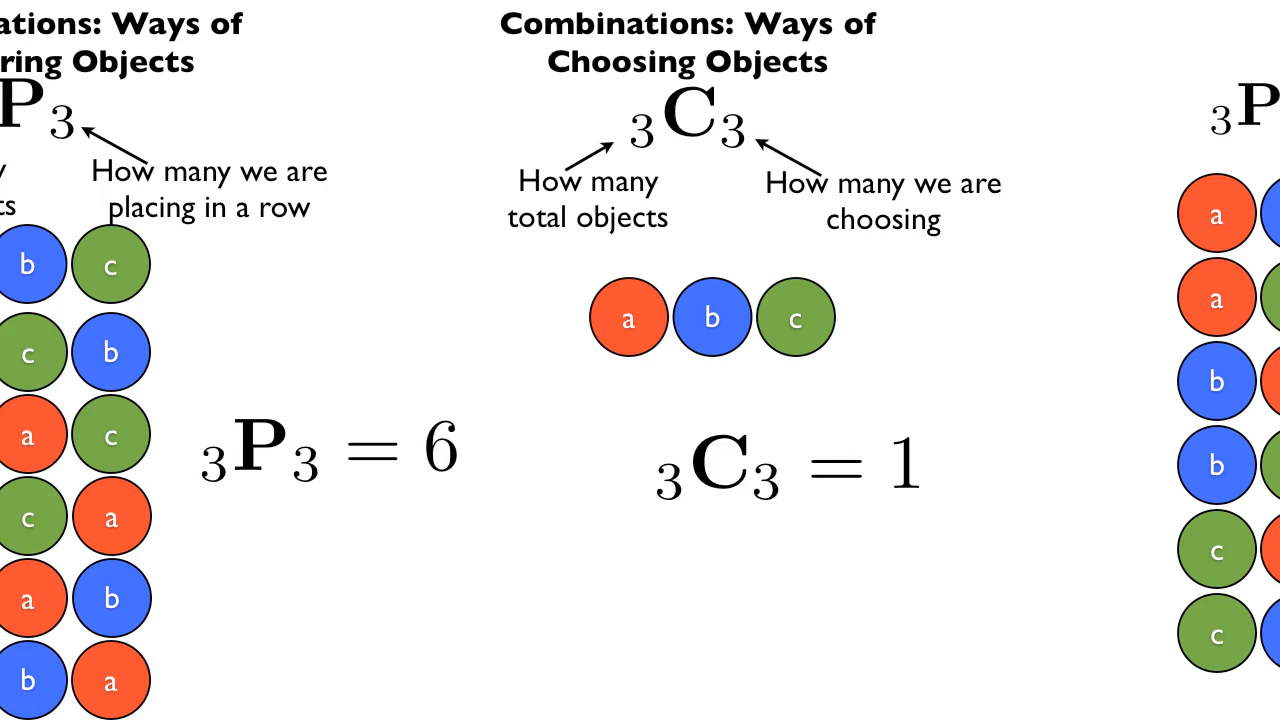 ations: Ways of
ring Objects
P3
y
ts
How many we are
placing in a row
b c
c b
a c
c a
a b
b a
3P3 = 6
Combinations: Ways of
Choosing Objects
3C3
How many
total objects
How many we are
choosing
a b c
3C3 = 1
3P
a
a
b
b
c
c